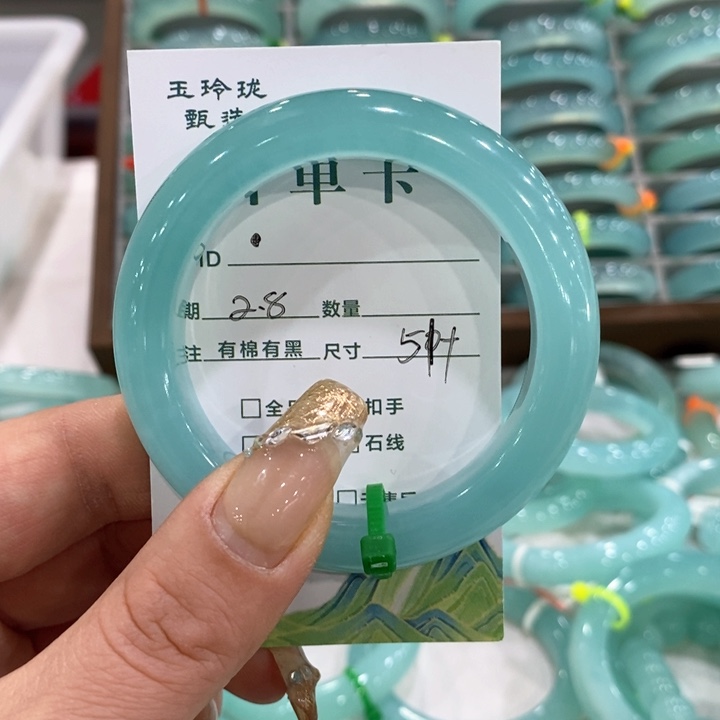 玉玲珑
甄选
单卡
ID
期 2-8 数量
注 有棉有黑 尺寸 54
全 扣手
石线